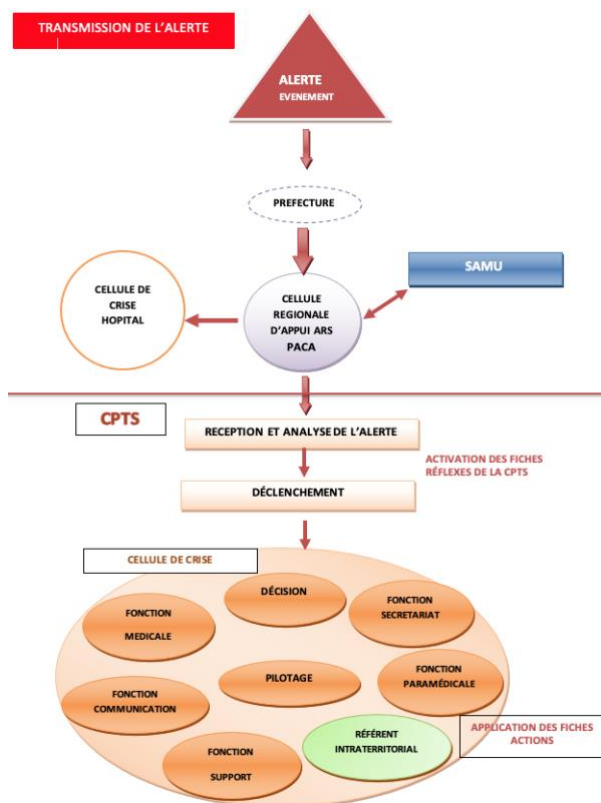 TRANSMISSION DE L'ALERTE
ALERTE
EVENEMENT
PREFECTURE
SAMU
CELLULE DE
CRISE
HOPITAL
CELLULE
REGIONALE
D'APPUI ARS
PACA
CPTS
RECEPTION ET ANALYSE DE L'ALERTE
ACTIVATION DES FICHES
RÉFLEXES DE LA CPTS
DÉCLENCHEMENT
CELLULE DE CRISE
DÉCISION
FONCTION
MEDICALE
FONCTION
SECRETARIAT
PILOTAGE
FONCTION
PARAMÉDICALE
FONCTION
COMMUNICATION
RÉFÉRENT
INTRATERRITORIAL
APPLICATION DES FICHES
ACTIONS
FONCTION
SUPPORT